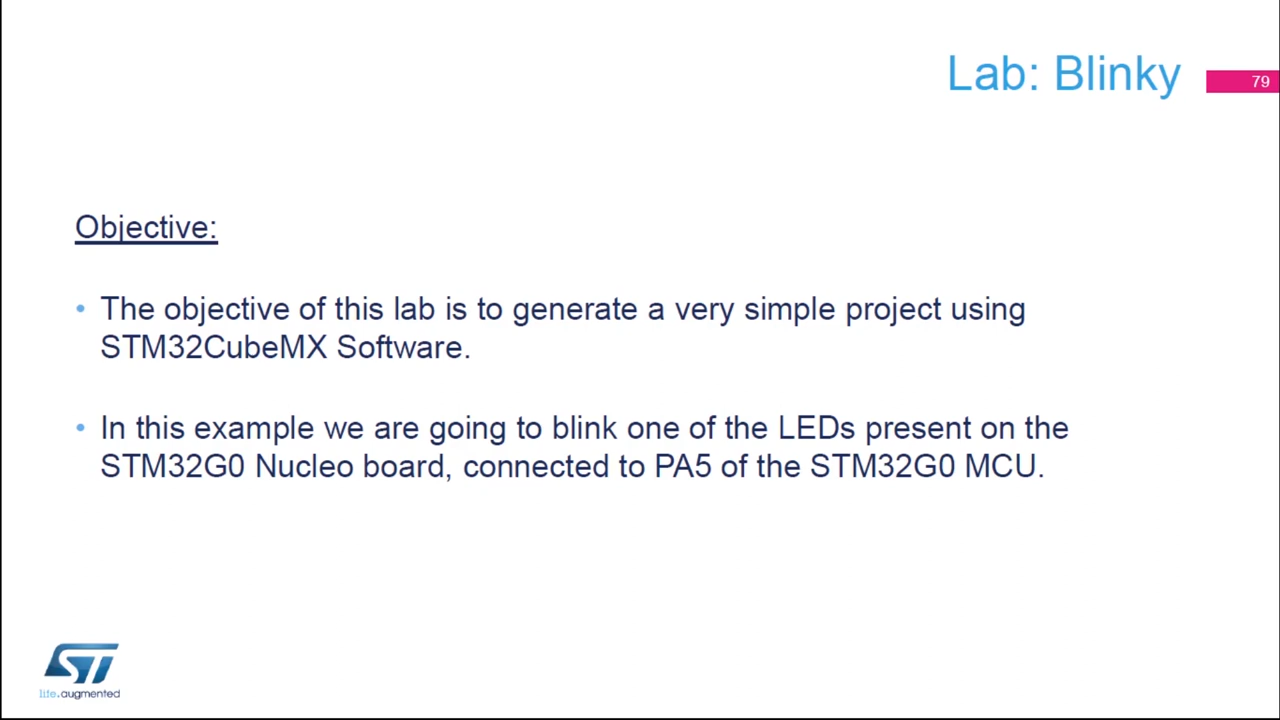 Lab: Blinky
79
Objective:
• The objective of this lab is to generate a very simple project using
STM32CubeMX Software.
• In this example we are going to blink one of the LEDs present on the
STM32G0 Nucleo board, connected to PA5 of the STM32G0 MCU.
ST
life.augmented